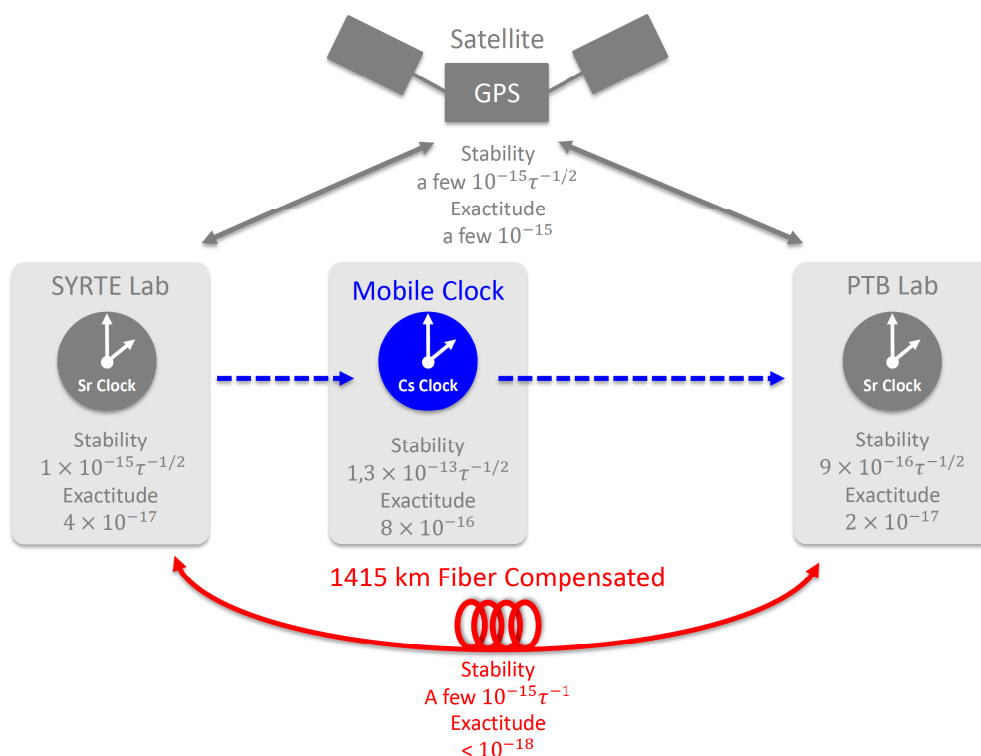 Satellite
GPS
Stability
a few 10⁻¹⁵τ⁻¹/²
Exactitude
a few 10⁻¹⁵
SYRTE Lab
Sr Clock
Stability
1 × 10⁻¹⁵τ⁻¹/²
Exactitude
4 × 10⁻¹⁷
Mobile Clock
Cs Clock
Stability
1,3 × 10⁻¹³τ⁻¹/²
Exactitude
8 × 10⁻¹⁶
PTB Lab
Sr Clock
Stability
9 × 10⁻¹⁶τ⁻¹/²
Exactitude
2 × 10⁻¹⁷
1415 km Fiber Compensated
Stability
A few 10⁻¹⁵τ⁻¹
Exactitude
< 10⁻¹⁸